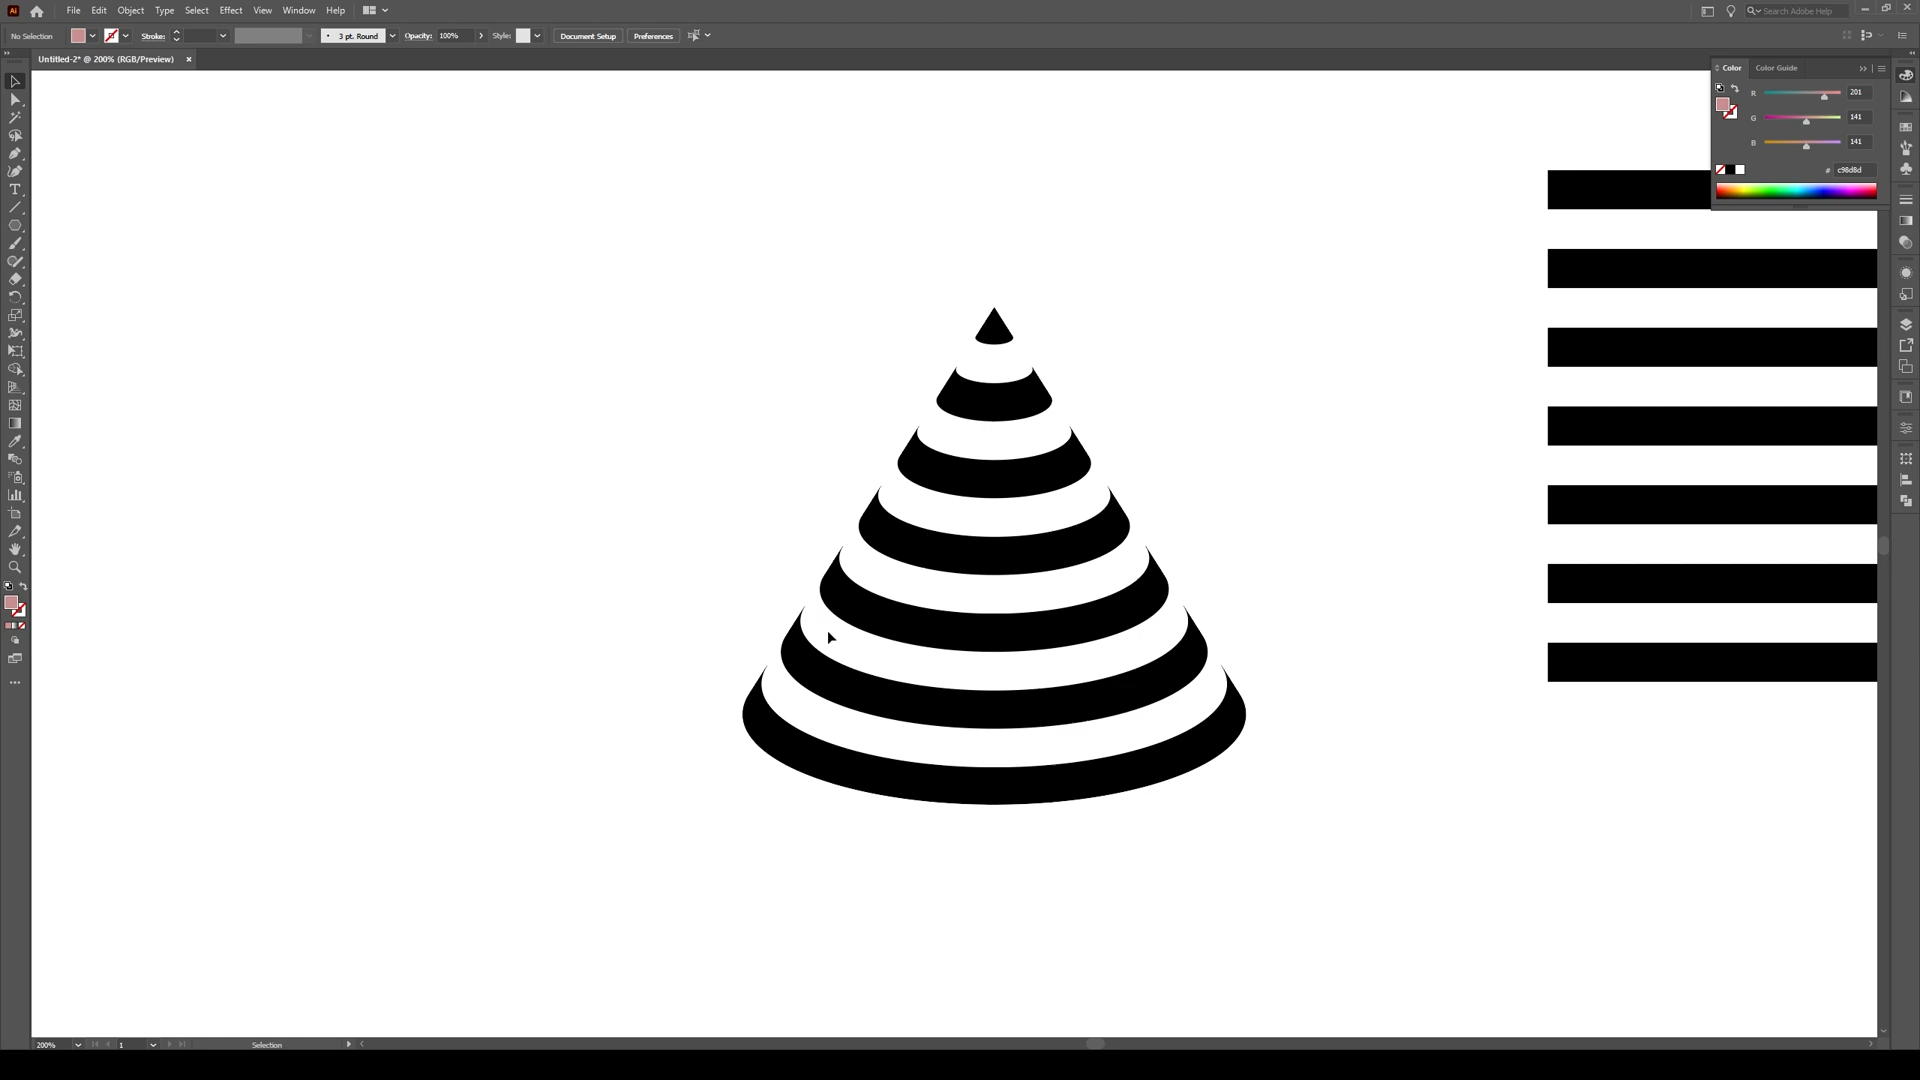 Ai File Edit Object Type Select Effect View Window Help Search Adobe Help
No Selection Stroke: 3 pt. Round Opacity: 100% Style: Document Setup Preferences
Untitled-2* @ 200% (RGB/Preview) ×
Color Color Guide
R 201
G 141
B 141
# c98d8d
200% 1 Selection